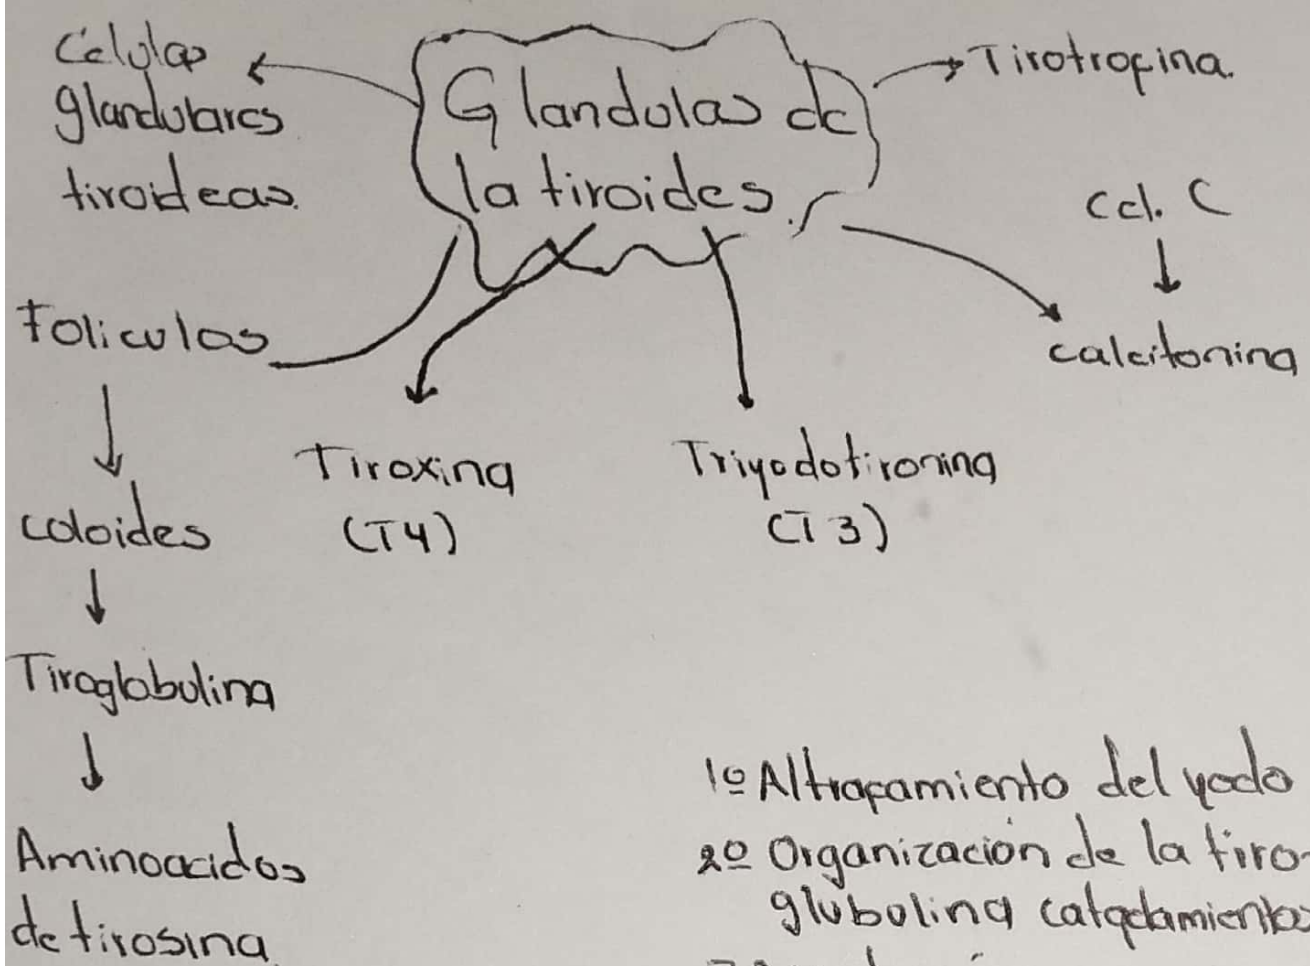 Glandulas de
la tiroides.
Celulas
glandulares
tiroideas.
Tirotropina.
Cel. C
calcitonina
Foliculos
coloides
Tiroglobulina
Aminoacidos
de tirosina
Tiroxina
(T4)
Triyodotironina
(T3)
1º Altrapamiento del yodo
2º Organización de la tiro-
globulina